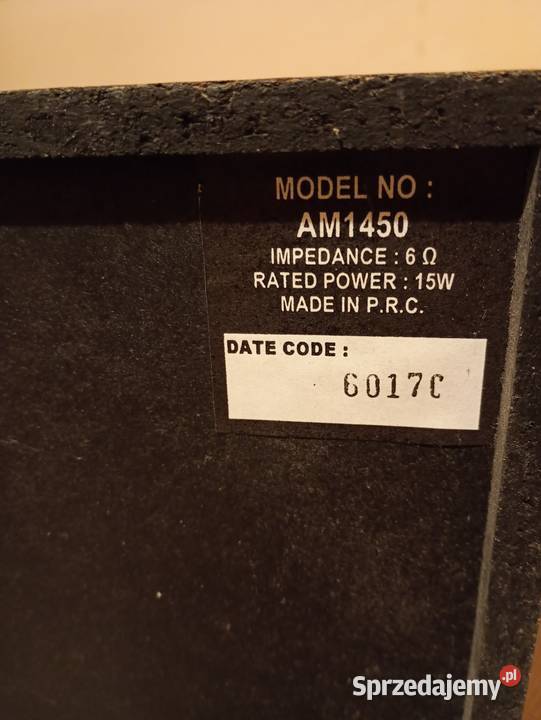 MODEL NO :
AM1450
IMPEDANCE : 6 Ω
RATED POWER : 15W
MADE IN P.R.C.
DATE CODE :
6017C
Sprzedajemy.pl